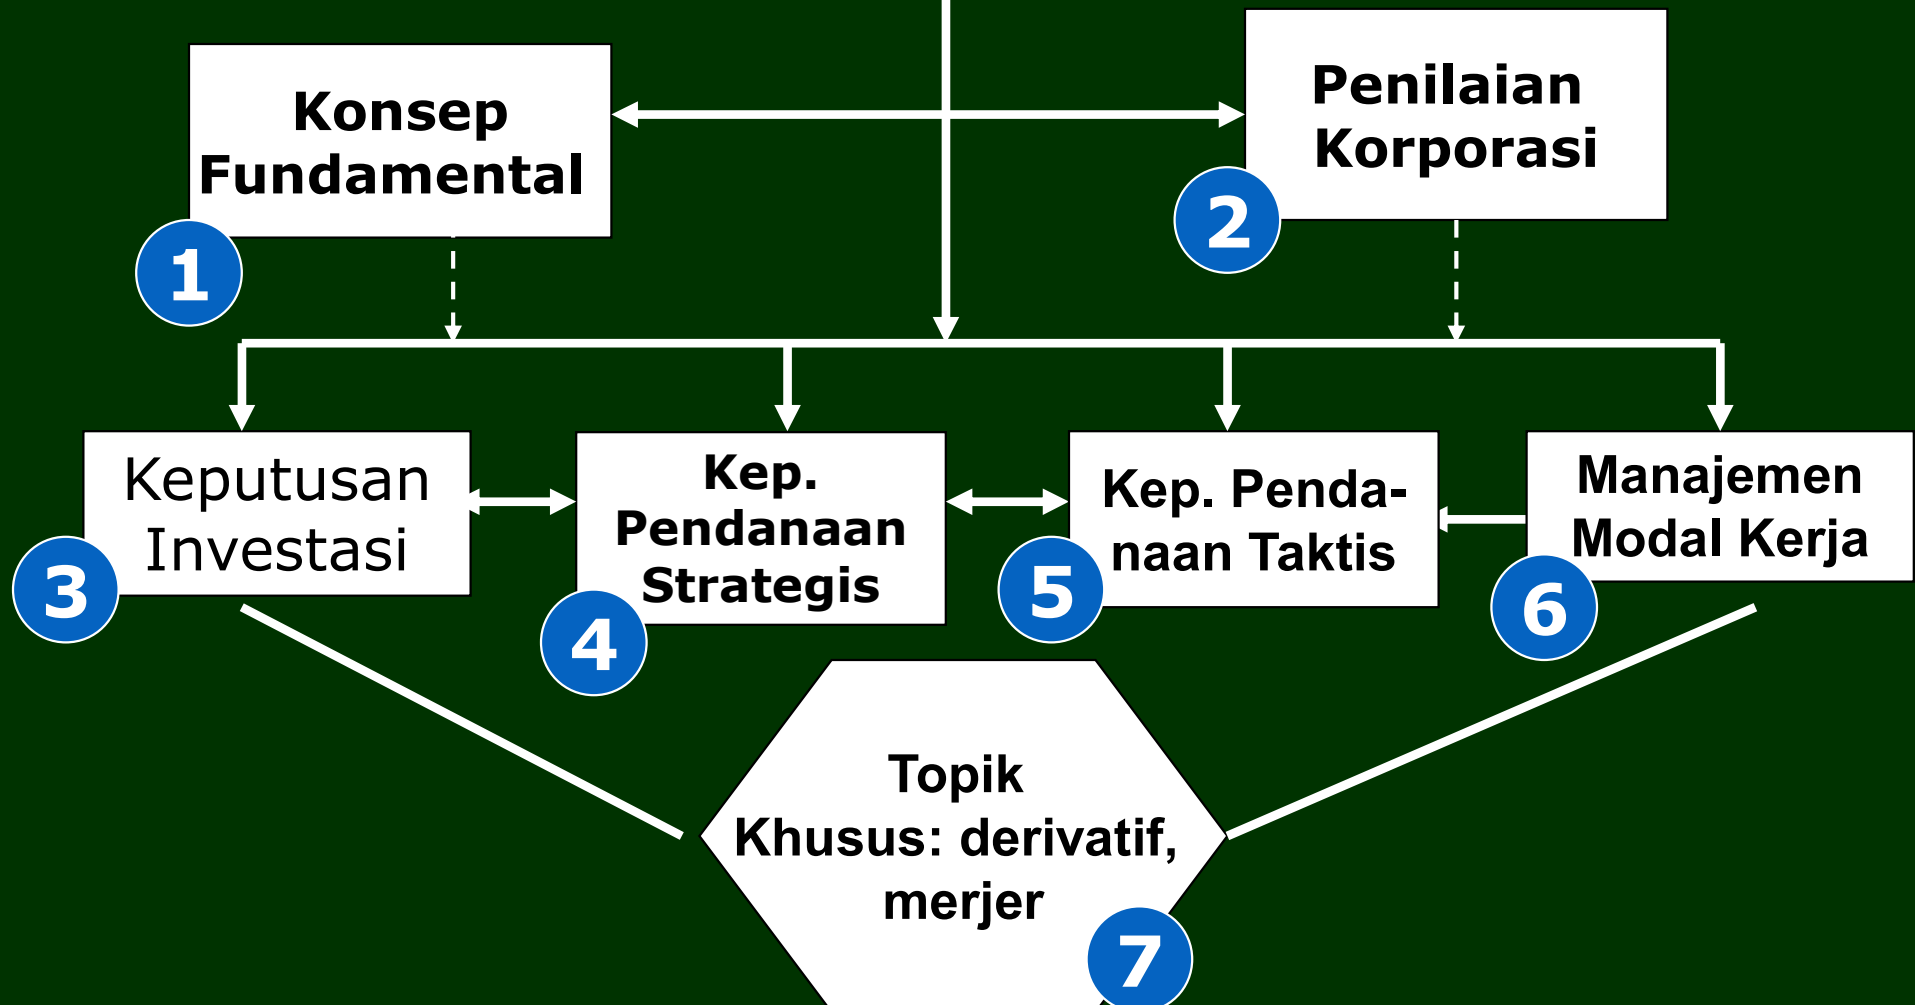 Konsep
Fundamental
1
Penilaian
Korporasi
2
Keputusan
Investasi
3
Kep.
Pendanaan
Strategis
4
Kep. Penda-
naan Taktis
5
Manajemen
Modal Kerja
6
Topik
Khusus: derivatif,
merjer
7